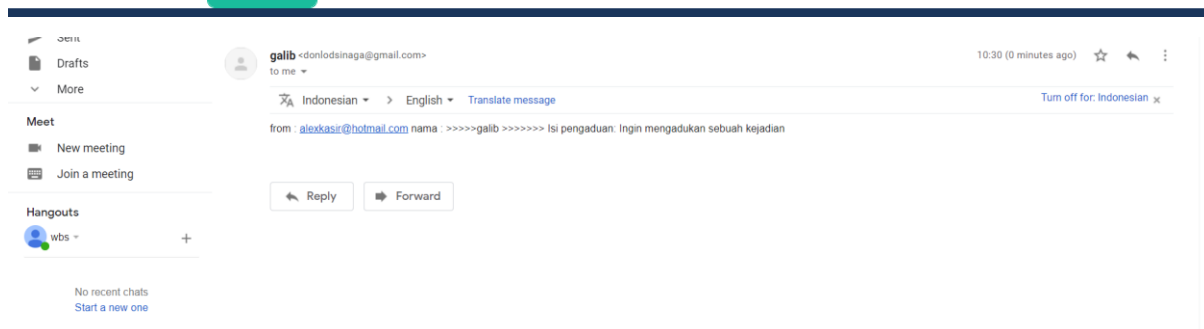 Sent
Drafts
More
Meet
New meeting
Join a meeting
Hangouts
wbs
No recent chats
Start a new one
galib <donlodsinaga@gmail.com>
to me
10:30 (0 minutes ago)
Indonesian > English Translate message
Turn off for: Indonesian x
from : alexkasir@hotmail.com nama : >>>>>galib >>>>>>> Isi pengaduan: Ingin mengadukan sebuah kejadian
Reply Forward